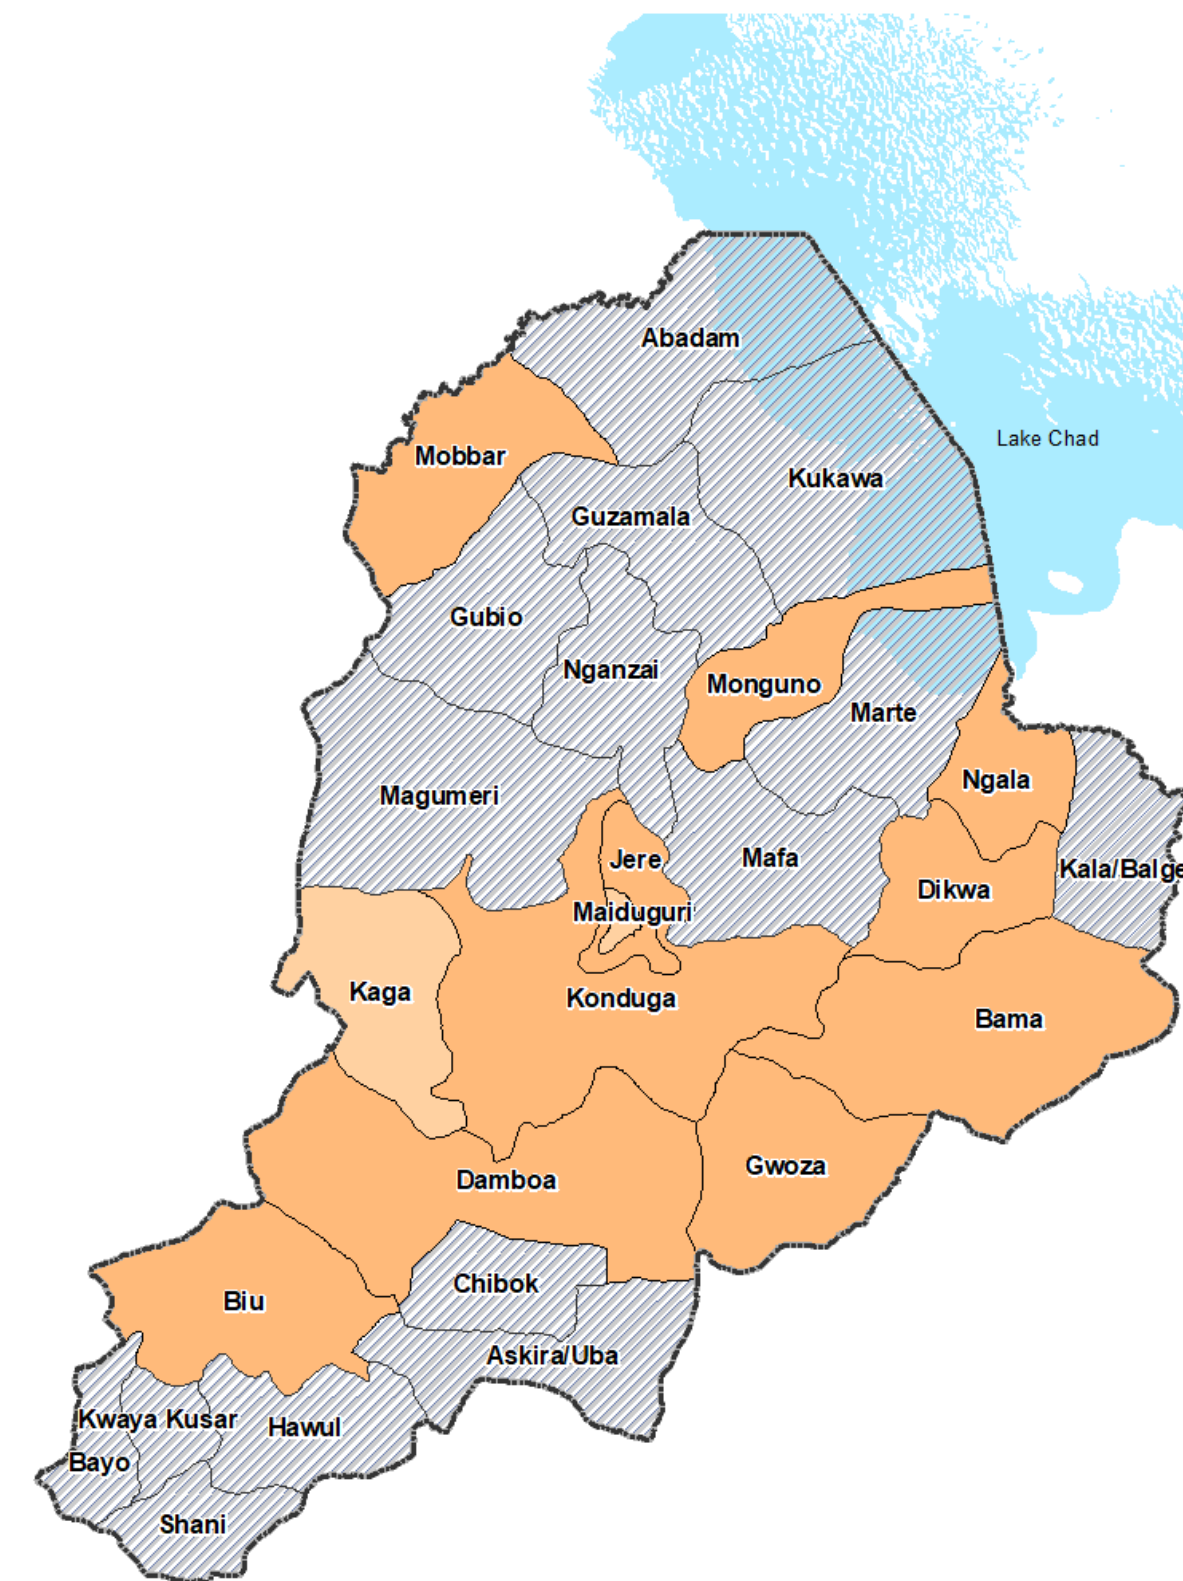 Abadam
Lake Chad
Mobbar
Kukawa
Guzamala
Gubio
Nganzai
Monguno
Marte
Ngala
Magumeri
Jere
Mafa
Kala/Balge
Dikwa
Maiduguri
Kaga
Konduga
Bama
Gwoza
Damboa
Chibok
Biu
Askira/Uba
Kwaya Kusar
Hawul
Bayo
Shani